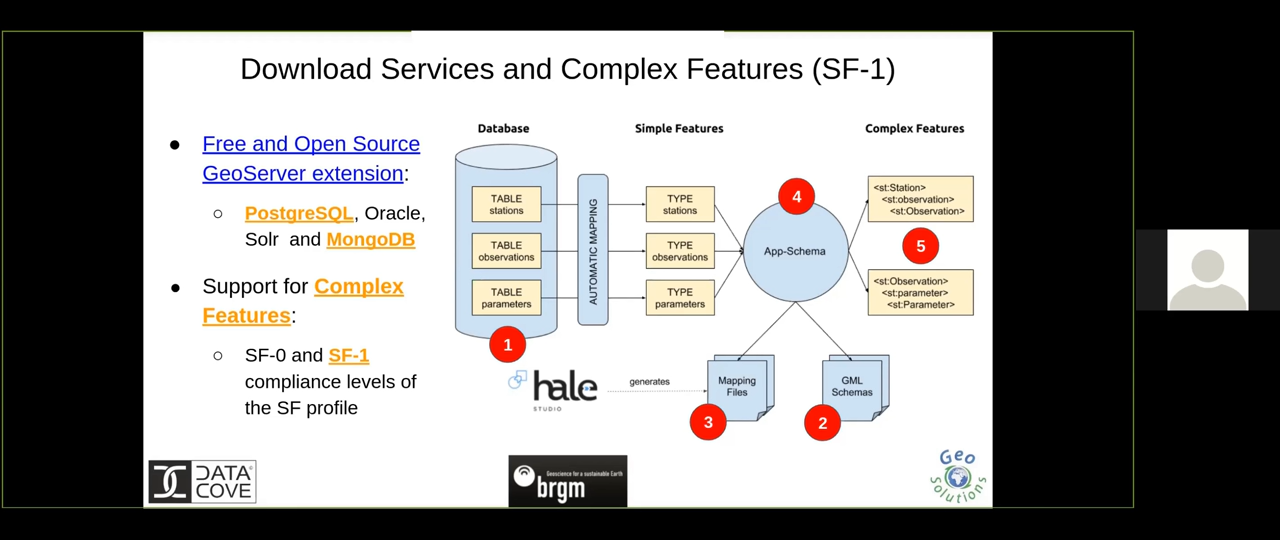 Download Services and Complex Features (SF-1)
● Free and Open Source
GeoServer extension:
○ PostgreSQL, Oracle,
Solr and MongoDB
● Support for Complex
Features:
○ SF-0 and SF-1
compliance levels of
the SF profile
Database
Simple Features
Complex Features
TABLE
stations
TABLE
observations
TABLE
parameters
1
AUTOMATIC MAPPING
TYPE
stations
TYPE
observations
TYPE
parameters
4
App-Schema
<st:Station>
<st:observation>
<st:Observation>
5
<st:Observation>
<st:parameter>
<st:Parameter>
hale
STUDIO
generates
Mapping
Files
3
GML
Schemas
2
DATA
COVE
Geoscience for a sustainable Earth
brgm
Geo
Solutions